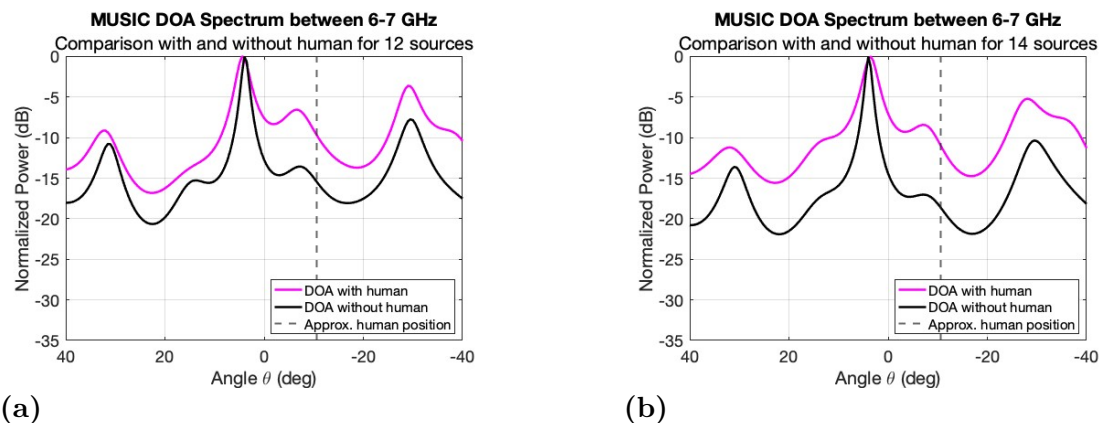 MUSIC DOA Spectrum between 6-7 GHz
Comparison with and without human for 12 sources
0
-5
-10
-15
-20
-25
-30
-35
Normalized Power (dB)
DOA with human
DOA without human
Approx. human position
40 20 0 -20 -40
Angle θ (deg)
(a)
MUSIC DOA Spectrum between 6-7 GHz
Comparison with and without human for 14 sources
0
-5
-10
-15
-20
-25
-30
-35
Normalized Power (dB)
DOA with human
DOA without human
Approx. human position
40 20 0 -20 -40
Angle θ (deg)
(b)